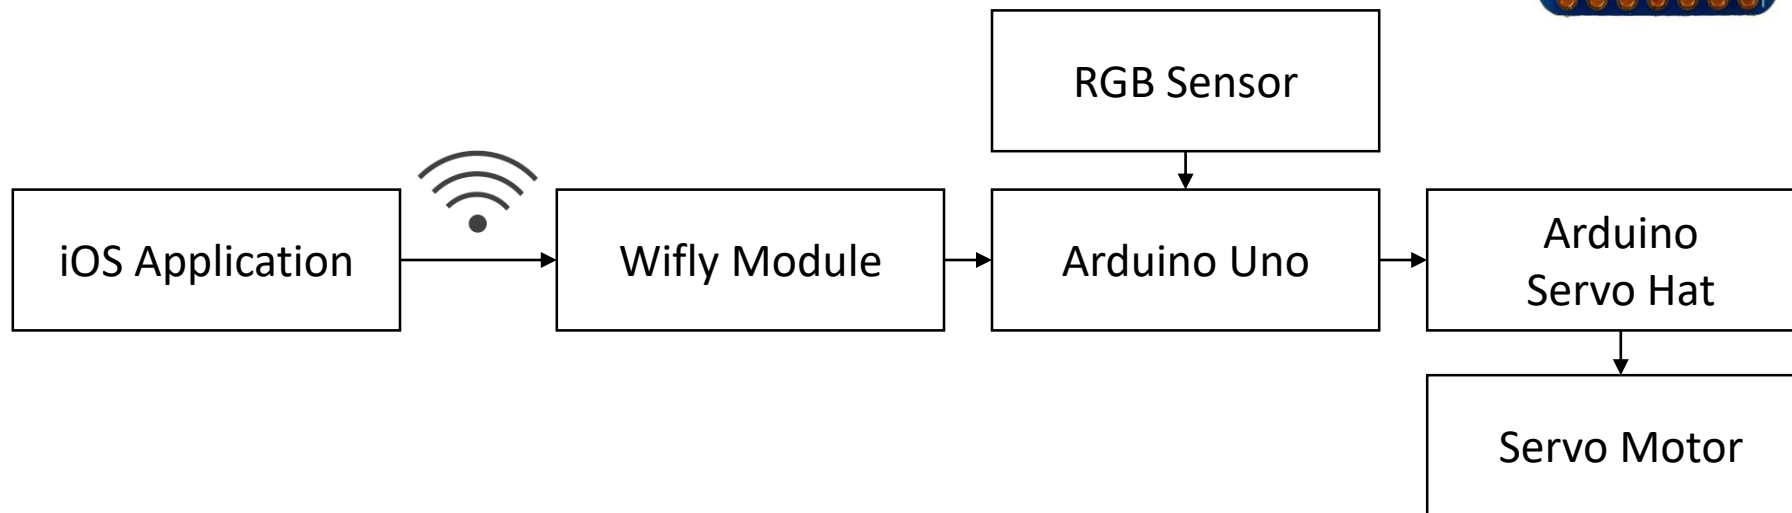 RGB Sensor
iOS Application
Wifly Module
Arduino Uno
Arduino
Servo Hat
Servo Motor